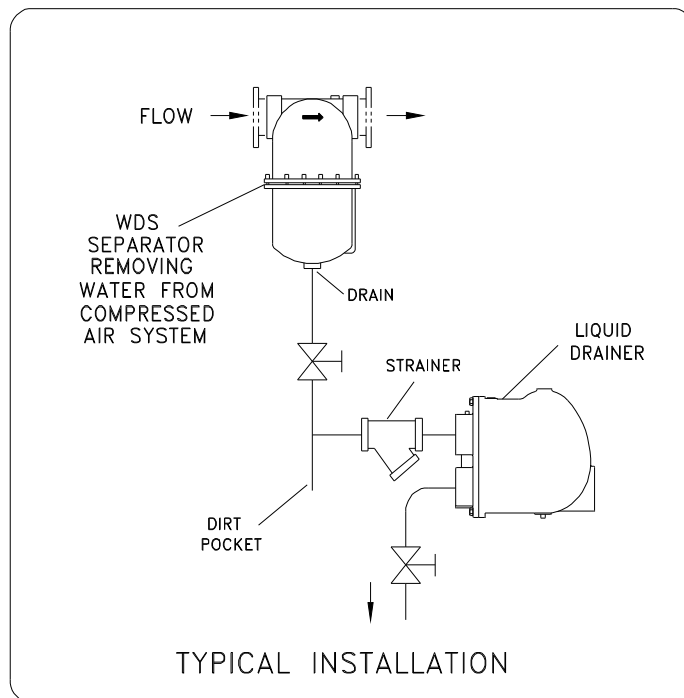 FLOW
WDS
SEPARATOR
REMOVING
WATER FROM
COMPRESSED
AIR SYSTEM
DRAIN
LIQUID
DRAINER
STRAINER
DIRT
POCKET
TYPICAL INSTALLATION